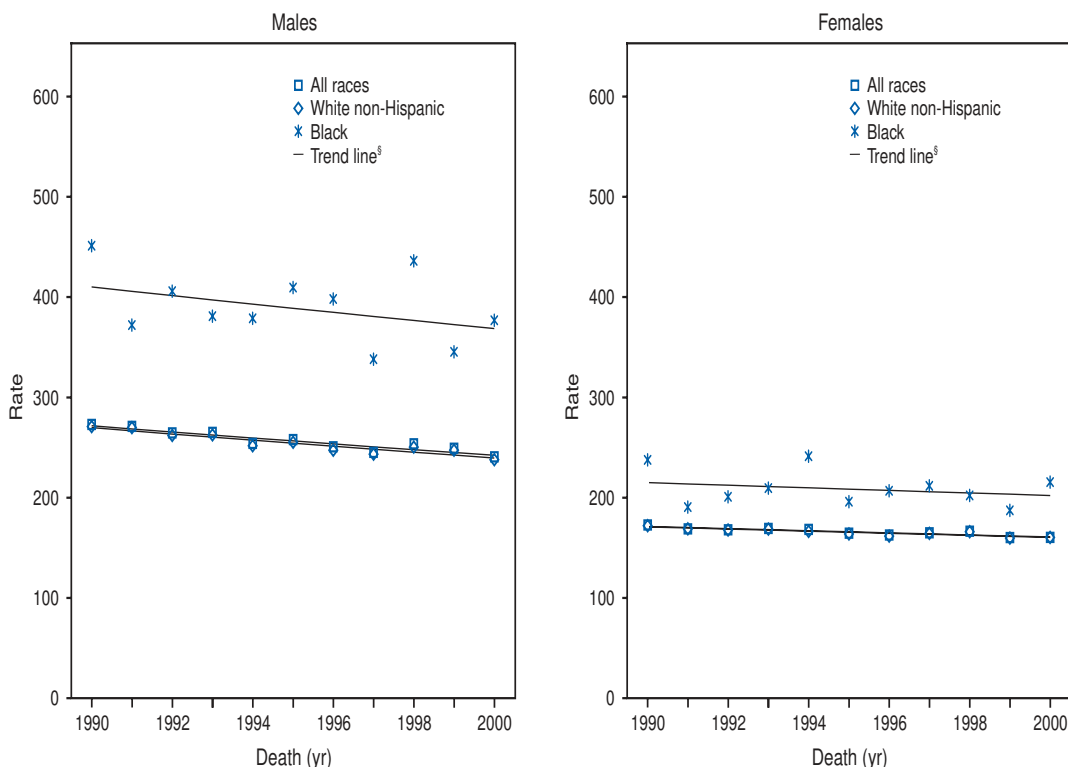 Males
Females
All races
White non-Hispanic
Black
Trend line§
All races
White non-Hispanic
Black
Trend line§
600
500
400
300
200
100
0
Rate
1990
1992
1994
1996
1998
2000
Death (yr)
600
500
400
300
200
100
0
Rate
1990
1992
1994
1996
1998
2000
Death (yr)